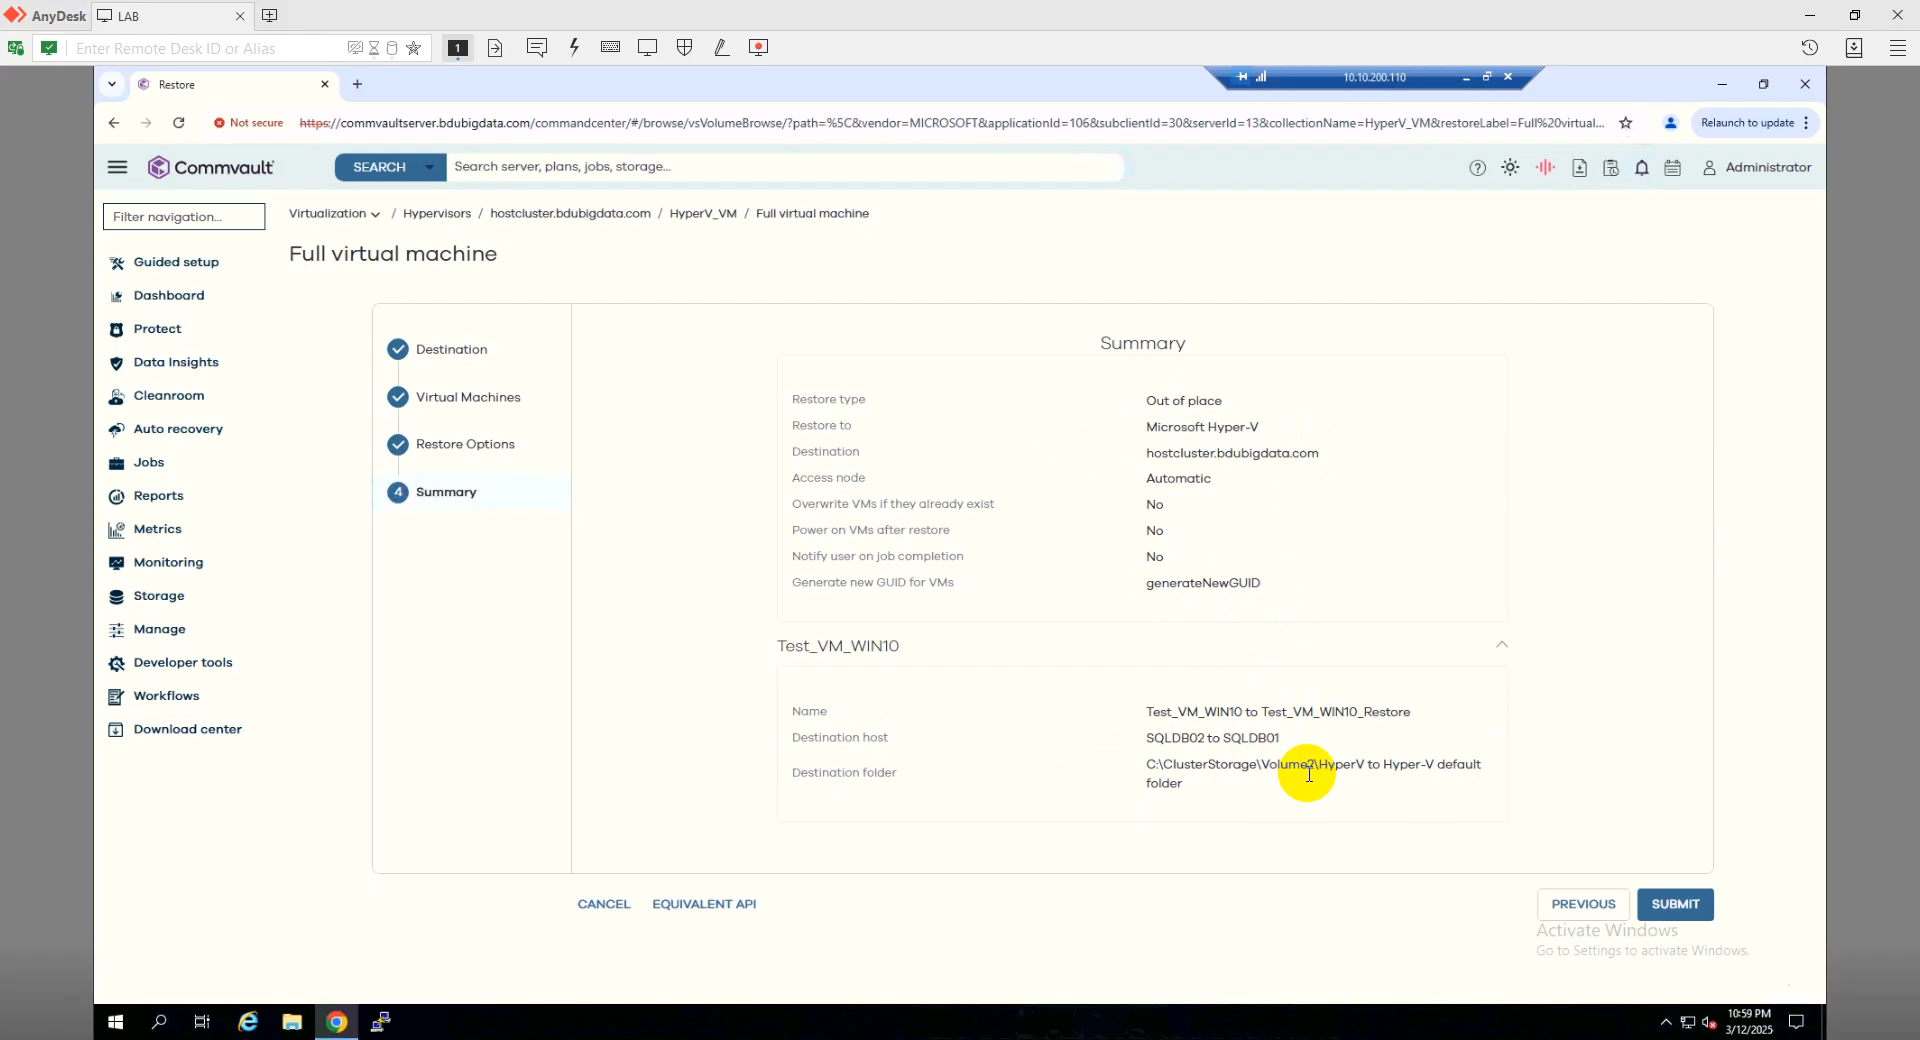 AnyDesk
LAB
Enter Remote Desk ID or Alias
1
Restore
10.10.200.110
Not secure
https://commvaultserver.bdubigdata.com/commandcenter/#/browse/vsVolumeBrowse/?path=%5C&vendor=MICROSOFT&applicationId=106&subclientId=30&serverId=13&collectionName=HyperV_VM&restoreLabel=Full%20virtual...
Relaunch to update
Commvault
SEARCH
Search server, plans, jobs, storage...
Administrator
Filter navigation...
Virtualization / Hypervisors / hostcluster.bdubigdata.com / HyperV_VM / Full virtual machine
Full virtual machine
Guided setup
Dashboard
Protect
Data Insights
Cleanroom
Auto recovery
Jobs
Reports
Metrics
Monitoring
Storage
Manage
Developer tools
Workflows
Download center
Destination
Virtual Machines
Restore Options
4 Summary
Summary
Restore type Out of place
Restore to Microsoft Hyper-V
Destination hostcluster.bdubigdata.com
Access node Automatic
Overwrite VMs if they already exist No
Power on VMs after restore No
Notify user on job completion No
Generate new GUID for VMs generateNewGUID
Test_VM_WIN10
Name Test_VM_WIN10 to Test_VM_WIN10_Restore
Destination host SQLDB02 to SQLDB01
Destination folder C:\ClusterStorage\Volume2\HyperV to Hyper-V default
folder
CANCEL
EQUIVALENT API
PREVIOUS
SUBMIT
Activate Windows
Go to Settings to activate Windows.
10:59 PM
3/12/2025